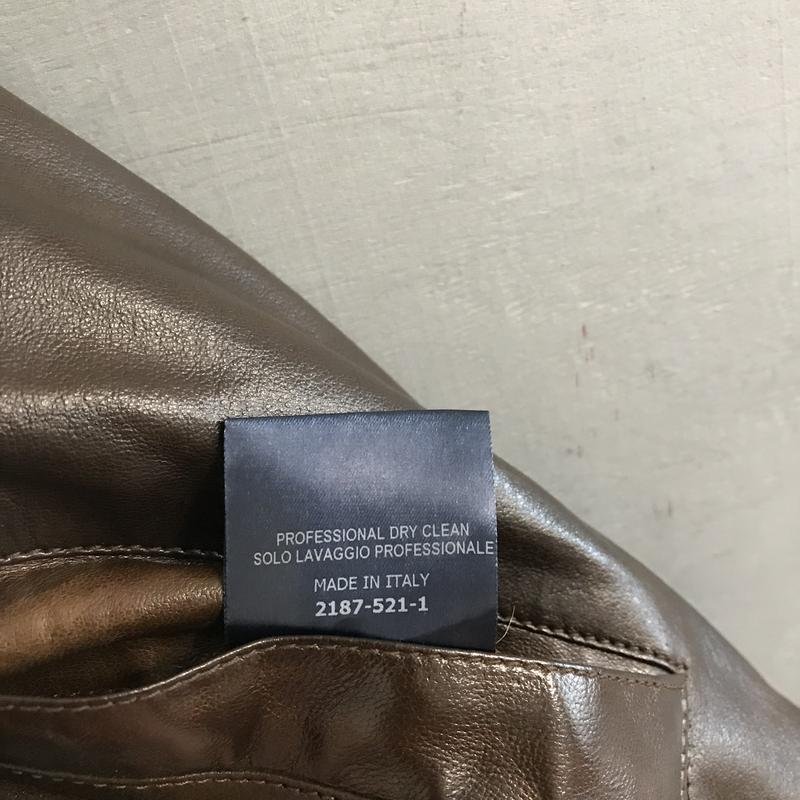 PROFESSIONAL DRY CLEAN
SOLO LAVAGGIO PROFESSIONALE
MADE IN ITALY
2187-521-1